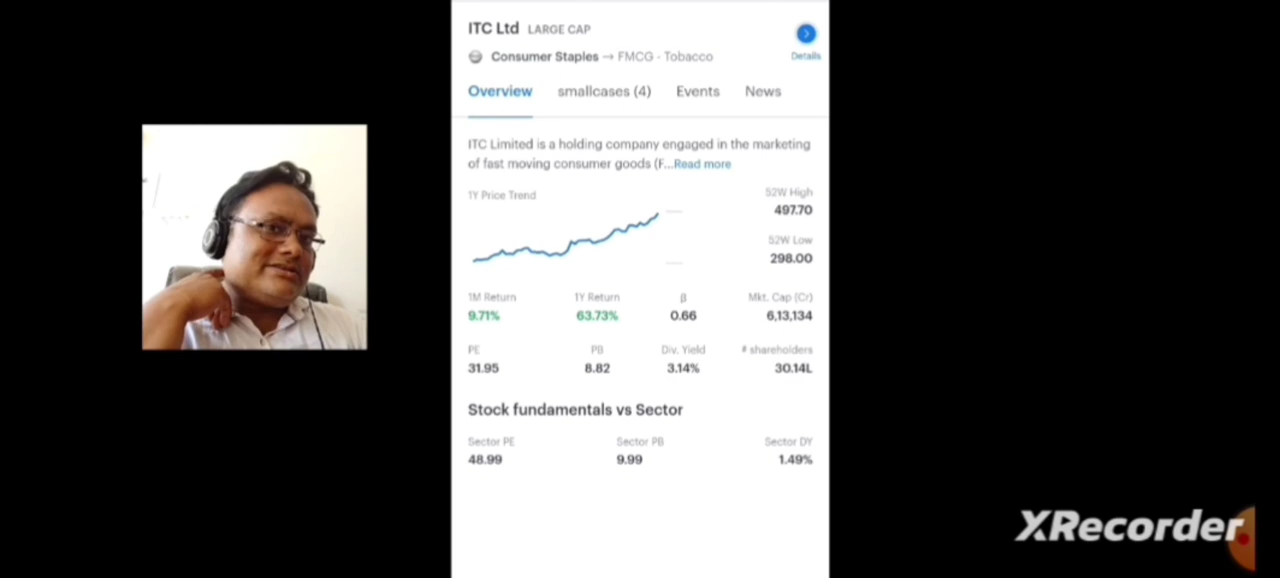 ITC Ltd LARGE CAP
Details
Consumer Staples → FMCG - Tobacco
Overview smallcases (4) Events News
ITC Limited is a holding company engaged in the marketing
of fast moving consumer goods (F...Read more
1Y Price Trend
52W High
497.70
52W Low
298.00
1M Return 1Y Return β Mkt. Cap (Cr)
9.71% 63.73% 0.66 6,13,134
PE PB Div. Yield # shareholders
31.95 8.82 3.14% 30.14L
Stock fundamentals vs Sector
Sector PE Sector PB Sector DY
48.99 9.99 1.49%
XRecorder